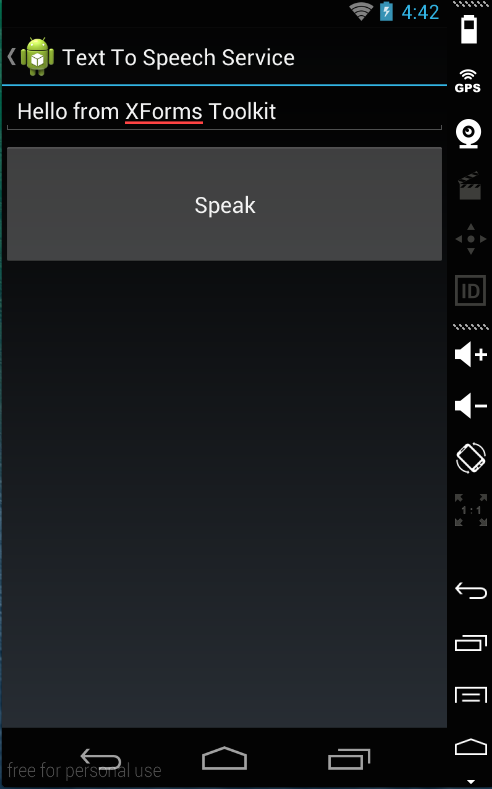 4:42
Text To Speech Service
GPS
Hello from XForms Toolkit
Speak
ID
1:1
free for personal use